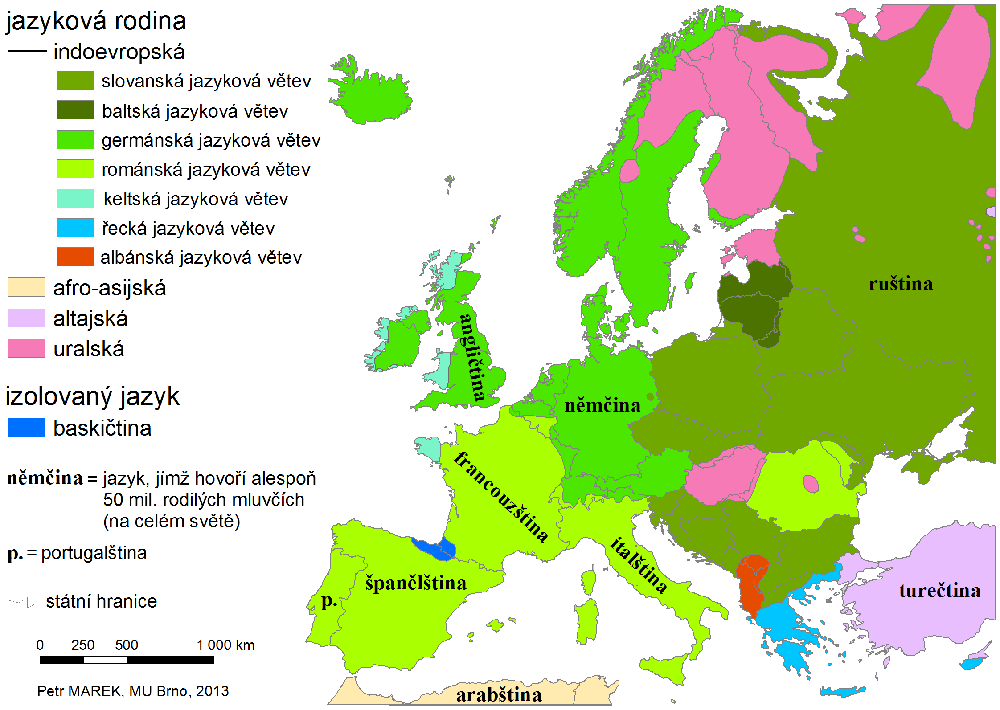 jazyková rodina
indoevropská
slovanská jazyková větev
baltská jazyková větev
germánská jazyková větev
románská jazyková větev
keltská jazyková větev
řecká jazyková větev
albánská jazyková větev
afro-asijská
altajská
uralská
izolovaný jazyk
baskičtina
němčina = jazyk, jímž hovoří alespoň
50 mil. rodilých mluvčích
(na celém světě)
p. = portugalština
státní hranice
0 250 500 1 000 km
Petr MAREK, MU Brno, 2013
ruština
angličtina
němčina
francouzština
italština
španělština
p.
turečtina
arabština